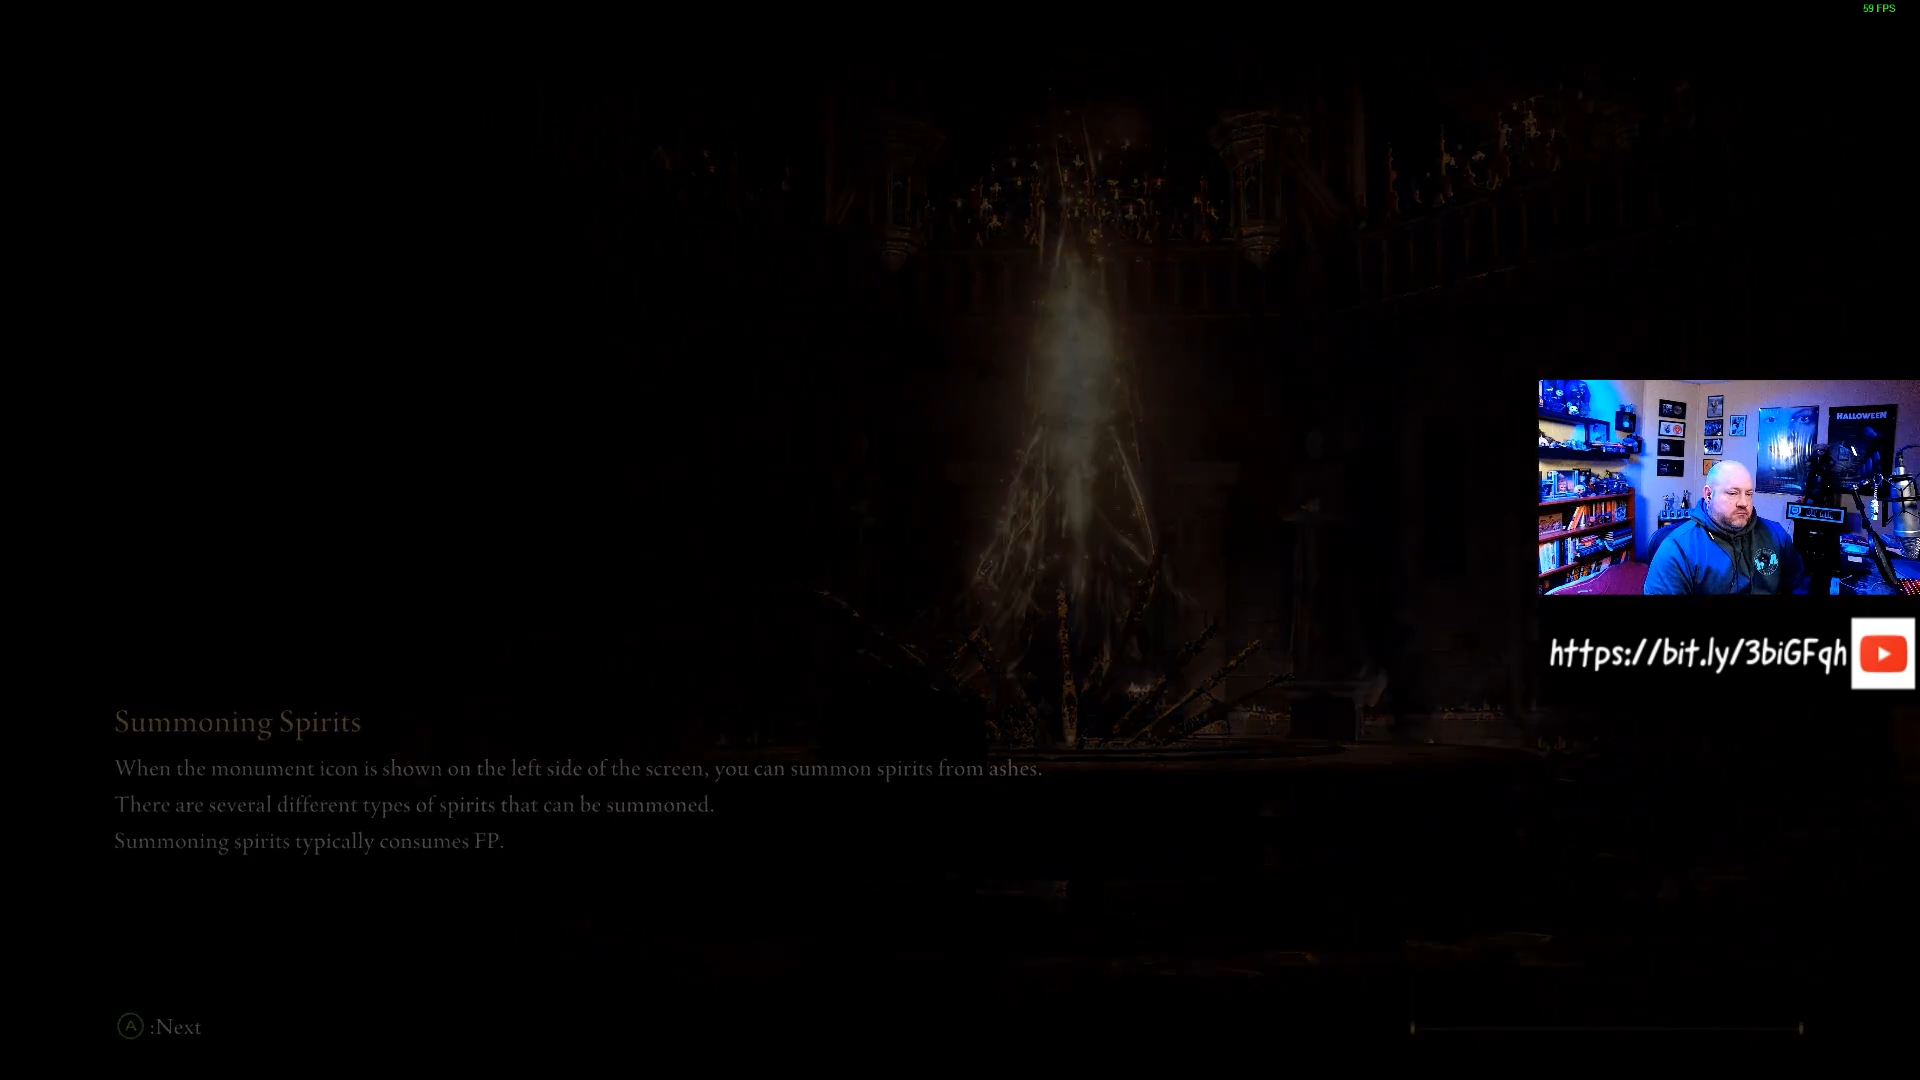 59 FPS
HALLOWEEN
https://bit.ly/3biGFqh
Summoning Spirits
When the monument icon is shown on the left side of the screen, you can summon spirits from ashes.
There are several different types of spirits that can be summoned.
Summoning spirits typically consumes FP.
A :Next